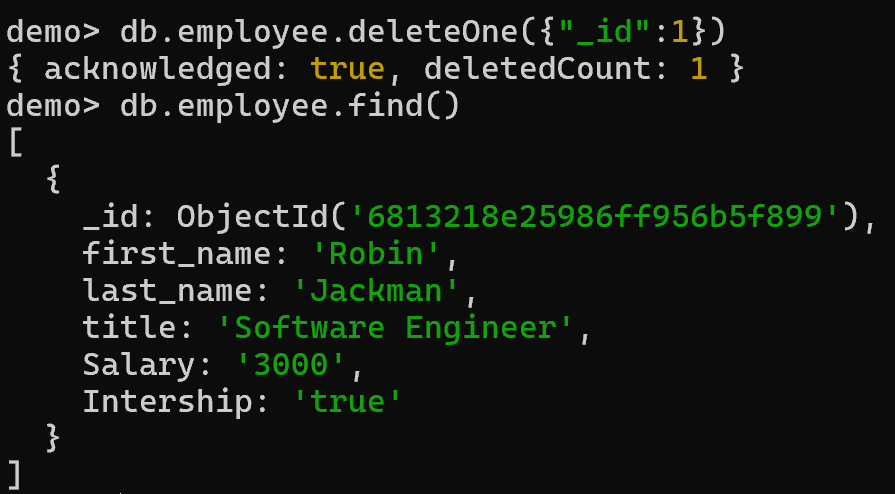 demo> db.employee.deleteOne({"_id":1})
{ acknowledged: true, deletedCount: 1 }
demo> db.employee.find()
[
  {
    _id: ObjectId('6813218e25986ff956b5f899'),
    first_name: 'Robin',
    last_name: 'Jackman',
    title: 'Software Engineer',
    Salary: '3000',
    Intership: 'true'
  }
]